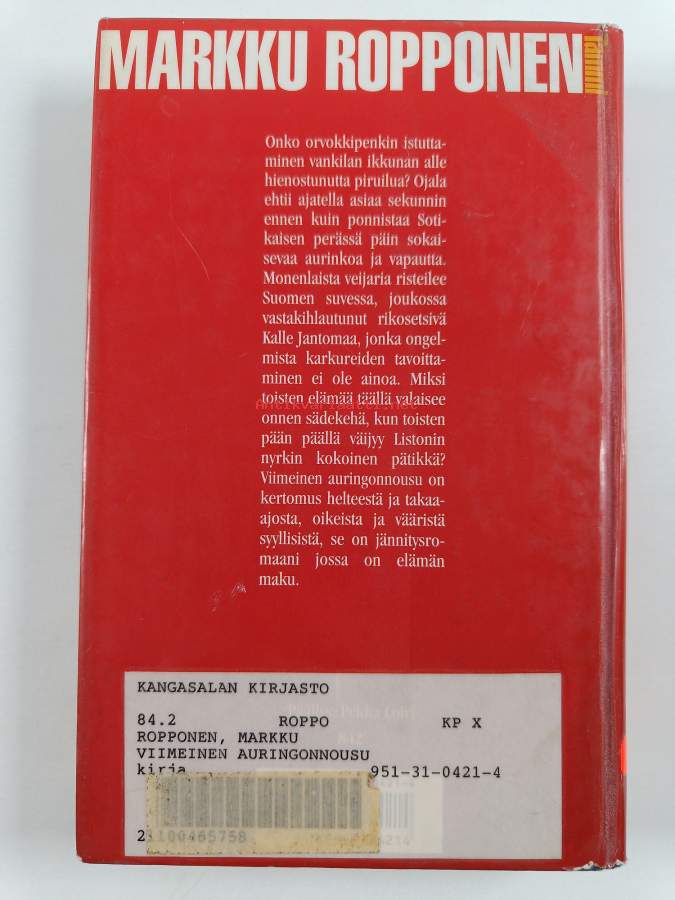 MARKKU ROPPONEN
Tammi
Onko orvokkipenkin istutta-
minen vankilan ikkunan alle
hienostunutta piruilua? Ojala
ehtii ajatella asiaa sekunnin
ennen kuin ponnistaa Soti-
kaisen perässä päin sokai-
sevaa aurinkoa ja vapautta.
Monenlaista veijaria risteilee
Suomen suvessa, joukossa
vastakihlautunut rikosetsivä
Kalle Jantomaa, jonka ongel-
mista karkureiden tavoitta-
minen ei ole ainoa. Miksi
toisten elämää täällä valaisee
antikvariaatti.net
onnen sädekehä, kun toisten
pään päällä väijyy Listonin
nyrkin kokoinen pätikkä?
Viimeinen auringonnousu on
kertomus helteestä ja takaa-
ajosta, oikeista ja vääristä
syyllisistä, se on jännitysro-
maani jossa on elämän
maku.
KANGASALAN KIRJASTO
84.2 ROPPO KP X
ROPPONEN, MARKKU
VIIMEINEN AURINGONNOUSU
kirja 951-31-0421-4